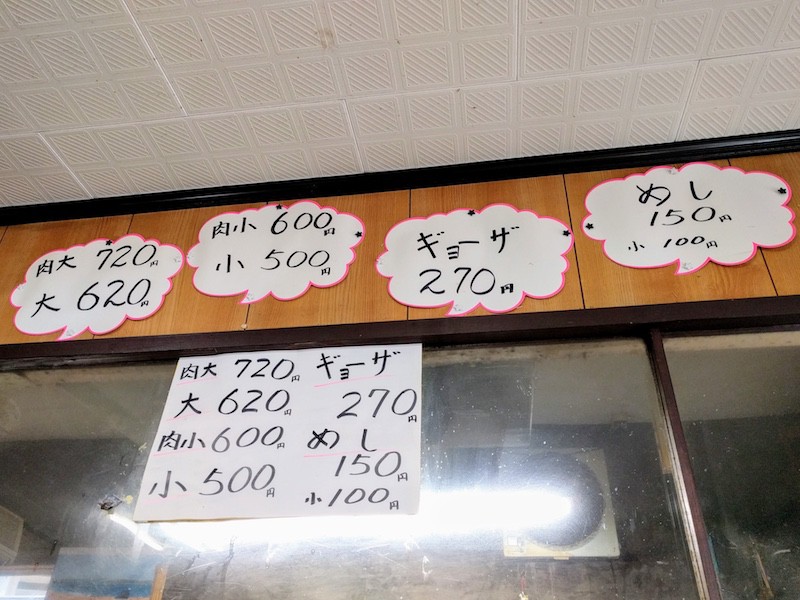 肉大 720円
大 620円
肉小 600円
小 500円
ギョーザ
270円
めし
150円
小 100円
肉大 720円
大 620円
肉小 600円
小 500円
ギョーザ
270円
めし
150円
小 100円